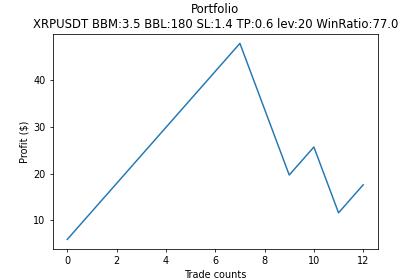 Portfolio
XRPUSDT BBM:3.5 BBL:180 SL:1.4 TP:0.6 lev:20 WinRatio:77.0
Profit ($)
40
30
20
10
0 2 4 6 8 10 12
Trade counts